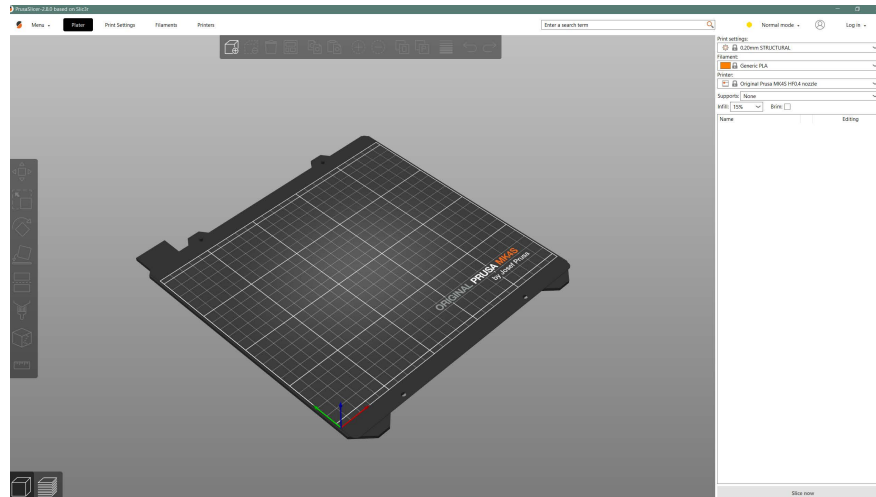 PrusaSlicer-2.8.0 based on Slic3r
Menu
Plater
Print Settings
Filaments
Printers
Enter a search term
Normal mode
Log in
Print settings:
0.20mm STRUCTURAL
Filament:
Generic PLA
Printer:
Original Prusa MK4S HF0.4 nozzle
Supports: None
Infill: 15% Brim:
Name Editing
ORIGINAL PRUSA MK4S
by Josef Prusa
Slice now